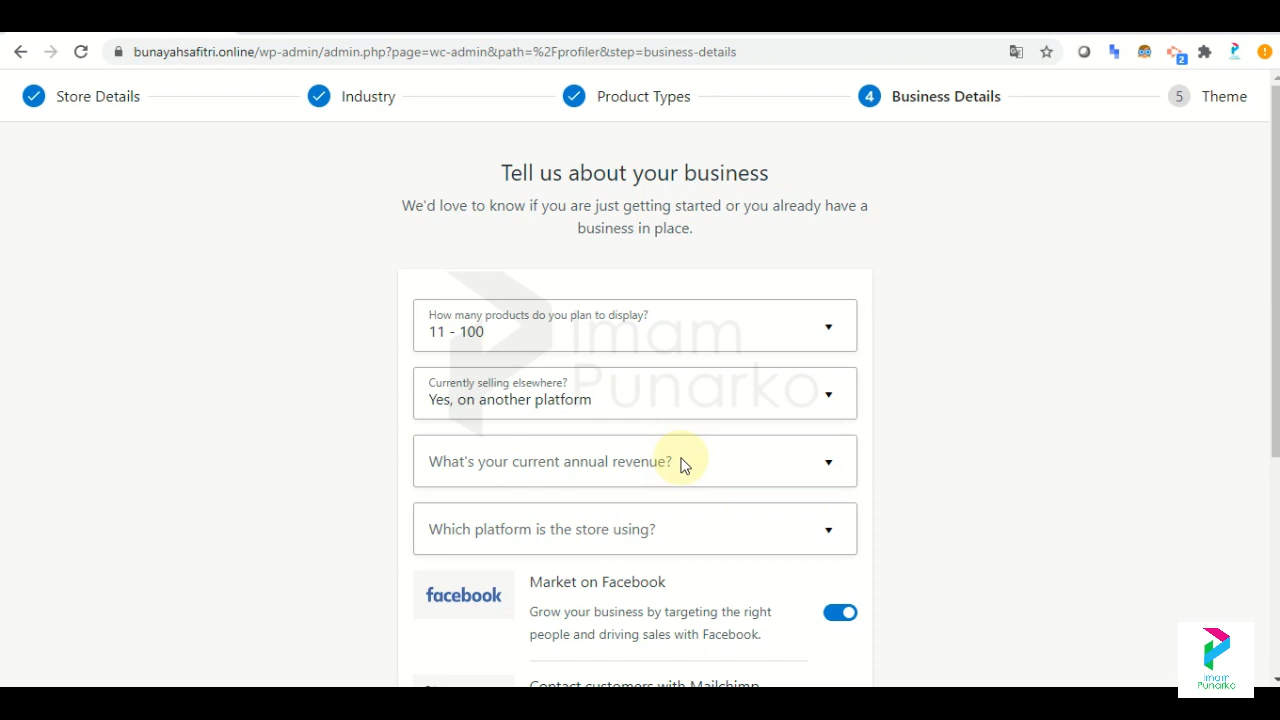 bunayahsafitri.online/wp-admin/admin.php?page=wc-admin&path=%2Fprofiler&step=business-details
2
Store Details
Industry
Product Types
4 Business Details
5 Theme
Tell us about your business
We'd love to know if you are just getting started or you already have a
business in place.
How many products do you plan to display?
11 - 100
Imam
Punarko
Currently selling elsewhere?
Yes, on another platform
What's your current annual revenue?
Which platform is the store using?
facebook
Market on Facebook
Grow your business by targeting the right
people and driving sales with Facebook.
Contact customers with Mailchimp
Imam
Punarko